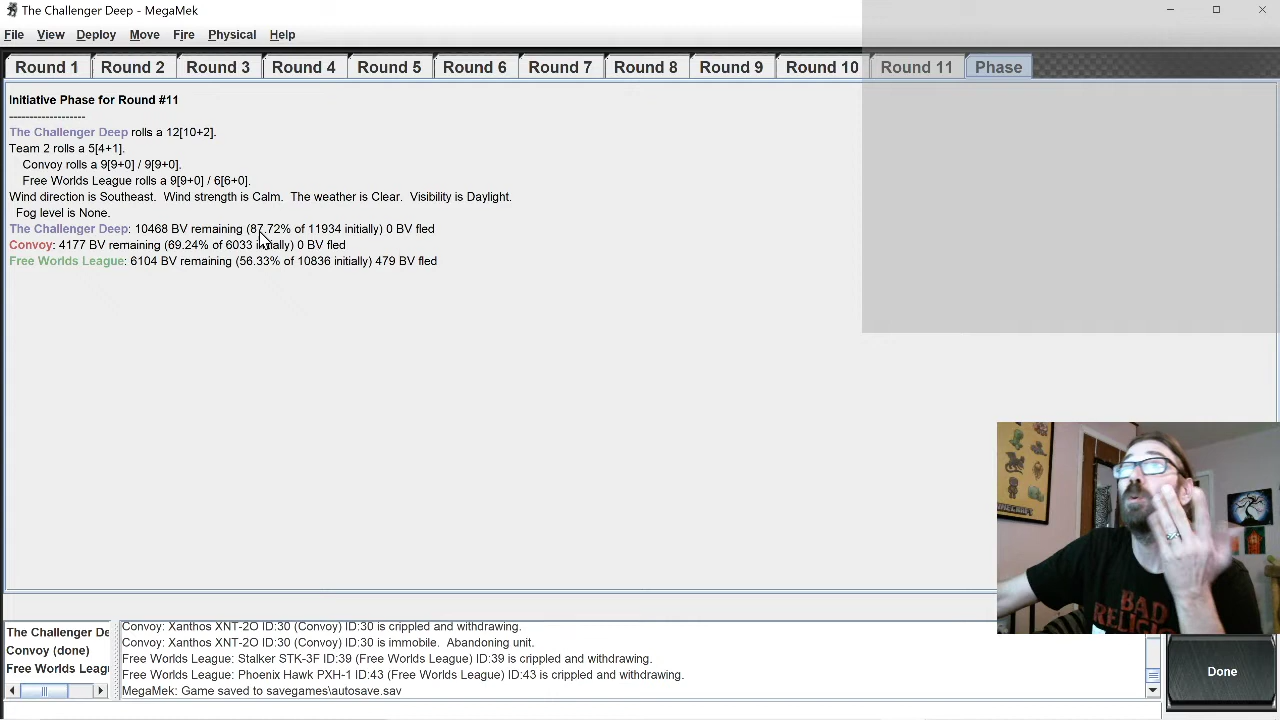 The Challenger Deep - MegaMek
File View Deploy Move Fire Physical Help
Round 1 Round 2 Round 3 Round 4 Round 5 Round 6 Round 7 Round 8 Round 9 Round 10 Round 11 Phase
Initiative Phase for Round #11
-------------------
The Challenger Deep rolls a 12[10+2].
Team 2 rolls a 5[4+1].
Convoy rolls a 9[9+0] / 9[9+0].
Free Worlds League rolls a 9[9+0] / 6[6+0].
Wind direction is Southeast. Wind strength is Calm. The weather is Clear. Visibility is Daylight.
Fog level is None.
The Challenger Deep: 10468 BV remaining (87.72% of 11934 initially) 0 BV fled
Convoy: 4177 BV remaining (69.24% of 6033 initially) 0 BV fled
Free Worlds League: 6104 BV remaining (56.33% of 10836 initially) 479 BV fled
MINECRAFT
BAD
RELIGION
The Challenger De
Convoy (done)
Free Worlds Leagu
Convoy: Xanthos XNT-2O ID:30 (Convoy) ID:30 is crippled and withdrawing.
Convoy: Xanthos XNT-2O ID:30 (Convoy) ID:30 is immobile. Abandoning unit.
Free Worlds League: Stalker STK-3F ID:39 (Free Worlds League) ID:39 is crippled and withdrawing.
Free Worlds League: Phoenix Hawk PXH-1 ID:43 (Free Worlds League) ID:43 is crippled and withdrawing.
MegaMek: Game saved to savegames\autosave.sav
Done